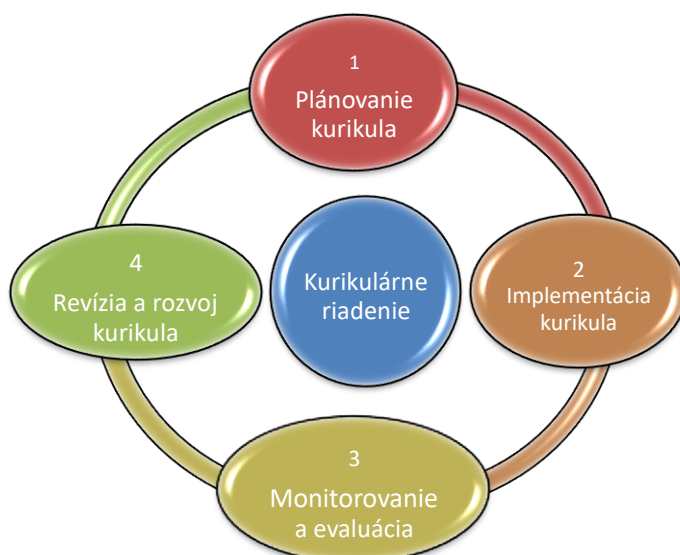 1
Plánovanie
kurikula
2
Implementácia
kurikula
3
Monitorovanie
a evaluácia
4
Revízia a rozvoj
kurikula
Kurikulárne
riadenie